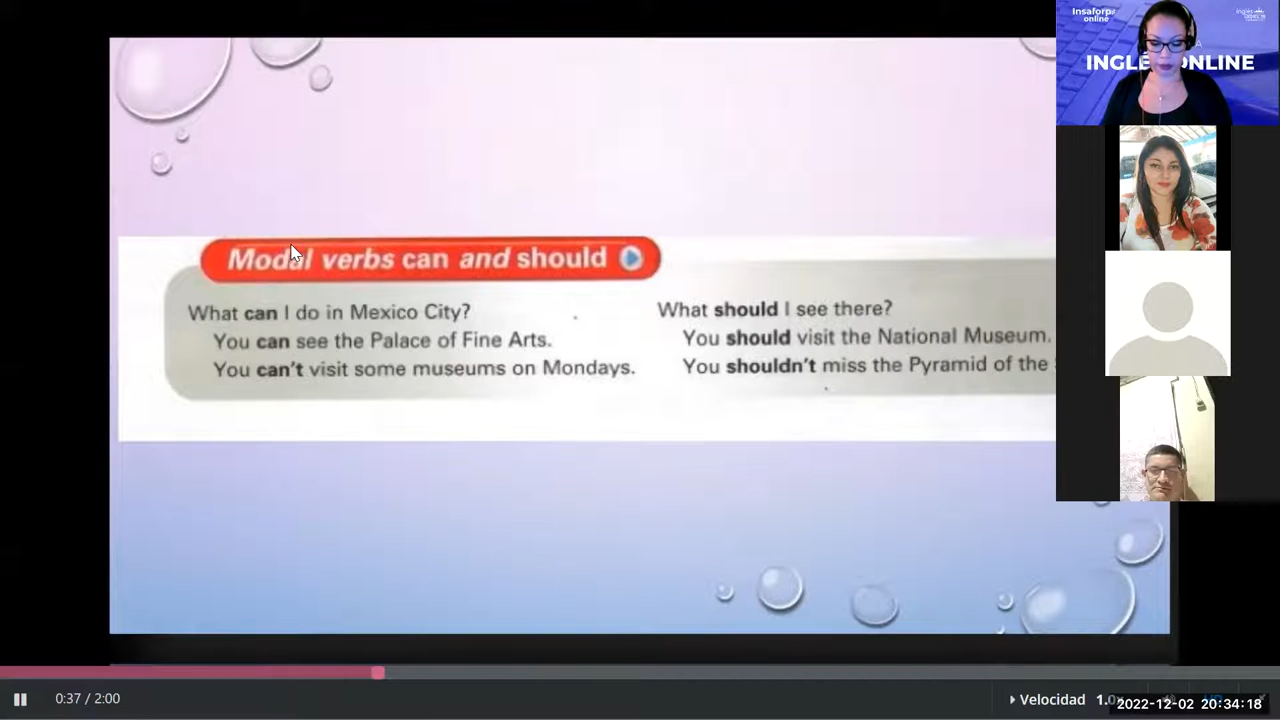 Insaforp
online
INGLÉS ONLINE
Modal verbs can and should
What can I do in Mexico City?
You can see the Palace of Fine Arts.
You can't visit some museums on Mondays.
What should I see there?
You should visit the National Museum.
You shouldn't miss the Pyramid of the
0:37 / 2:00
Velocidad 1.0x
2022-12-02 20:34:18